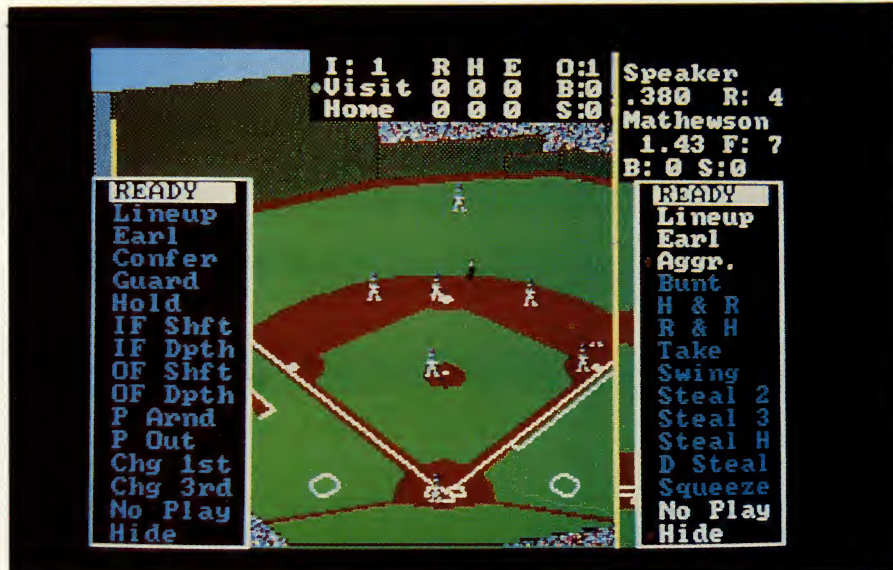 I: 1 R H E O:1
Visit 0 0 0 B:0
Home 0 0 0 S:0
Speaker
.380 R: 4
Mathewson
1.43 F: 7
B: 0 S:0
READY
Lineup
Earl
Confer
Guard
Hold
IF Shft
IF Dpth
OF Shft
OF Dpth
P Arnd
P Out
Chg 1st
Chg 3rd
No Play
Hide
READY
Lineup
Earl
Aggr.
Bunt
H & R
R & H
Take
Swing
Steal 2
Steal 3
Steal H
D Steal
Squeeze
No Play
Hide